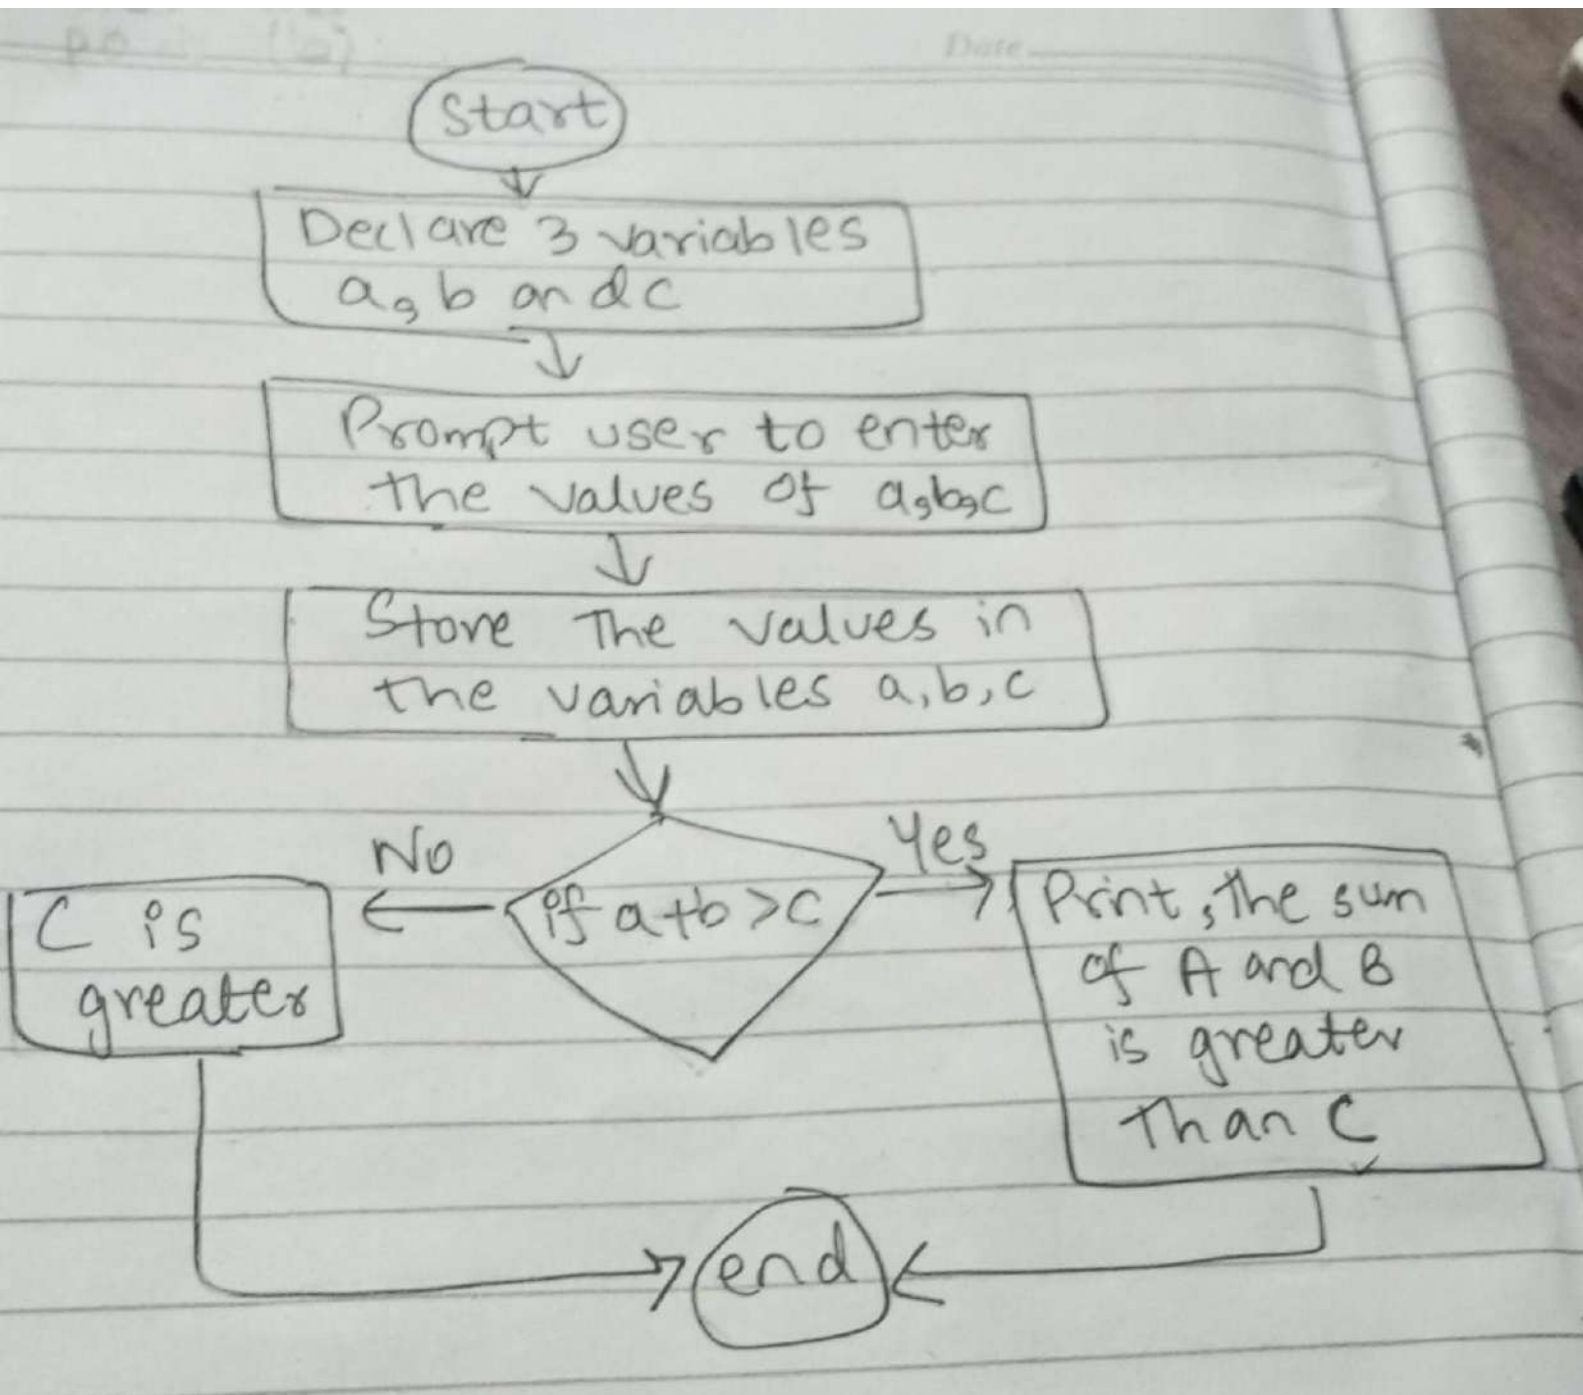 Date
Start
Declare 3 variables
a, b and c
Prompt user to enter
the values of a,b,c
Store The values in
the variables a,b,c
No
Yes
if a+b>c
C is
greater
Print, the sum
of A and B
is greater
Than C
end